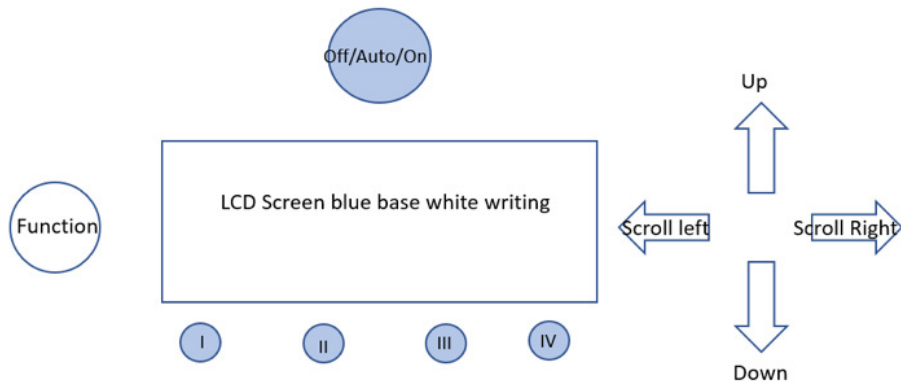 Off/Auto/On
Up
LCD Screen blue base white writing
Function
Scroll left
Scroll Right
I
II
III
IV
Down